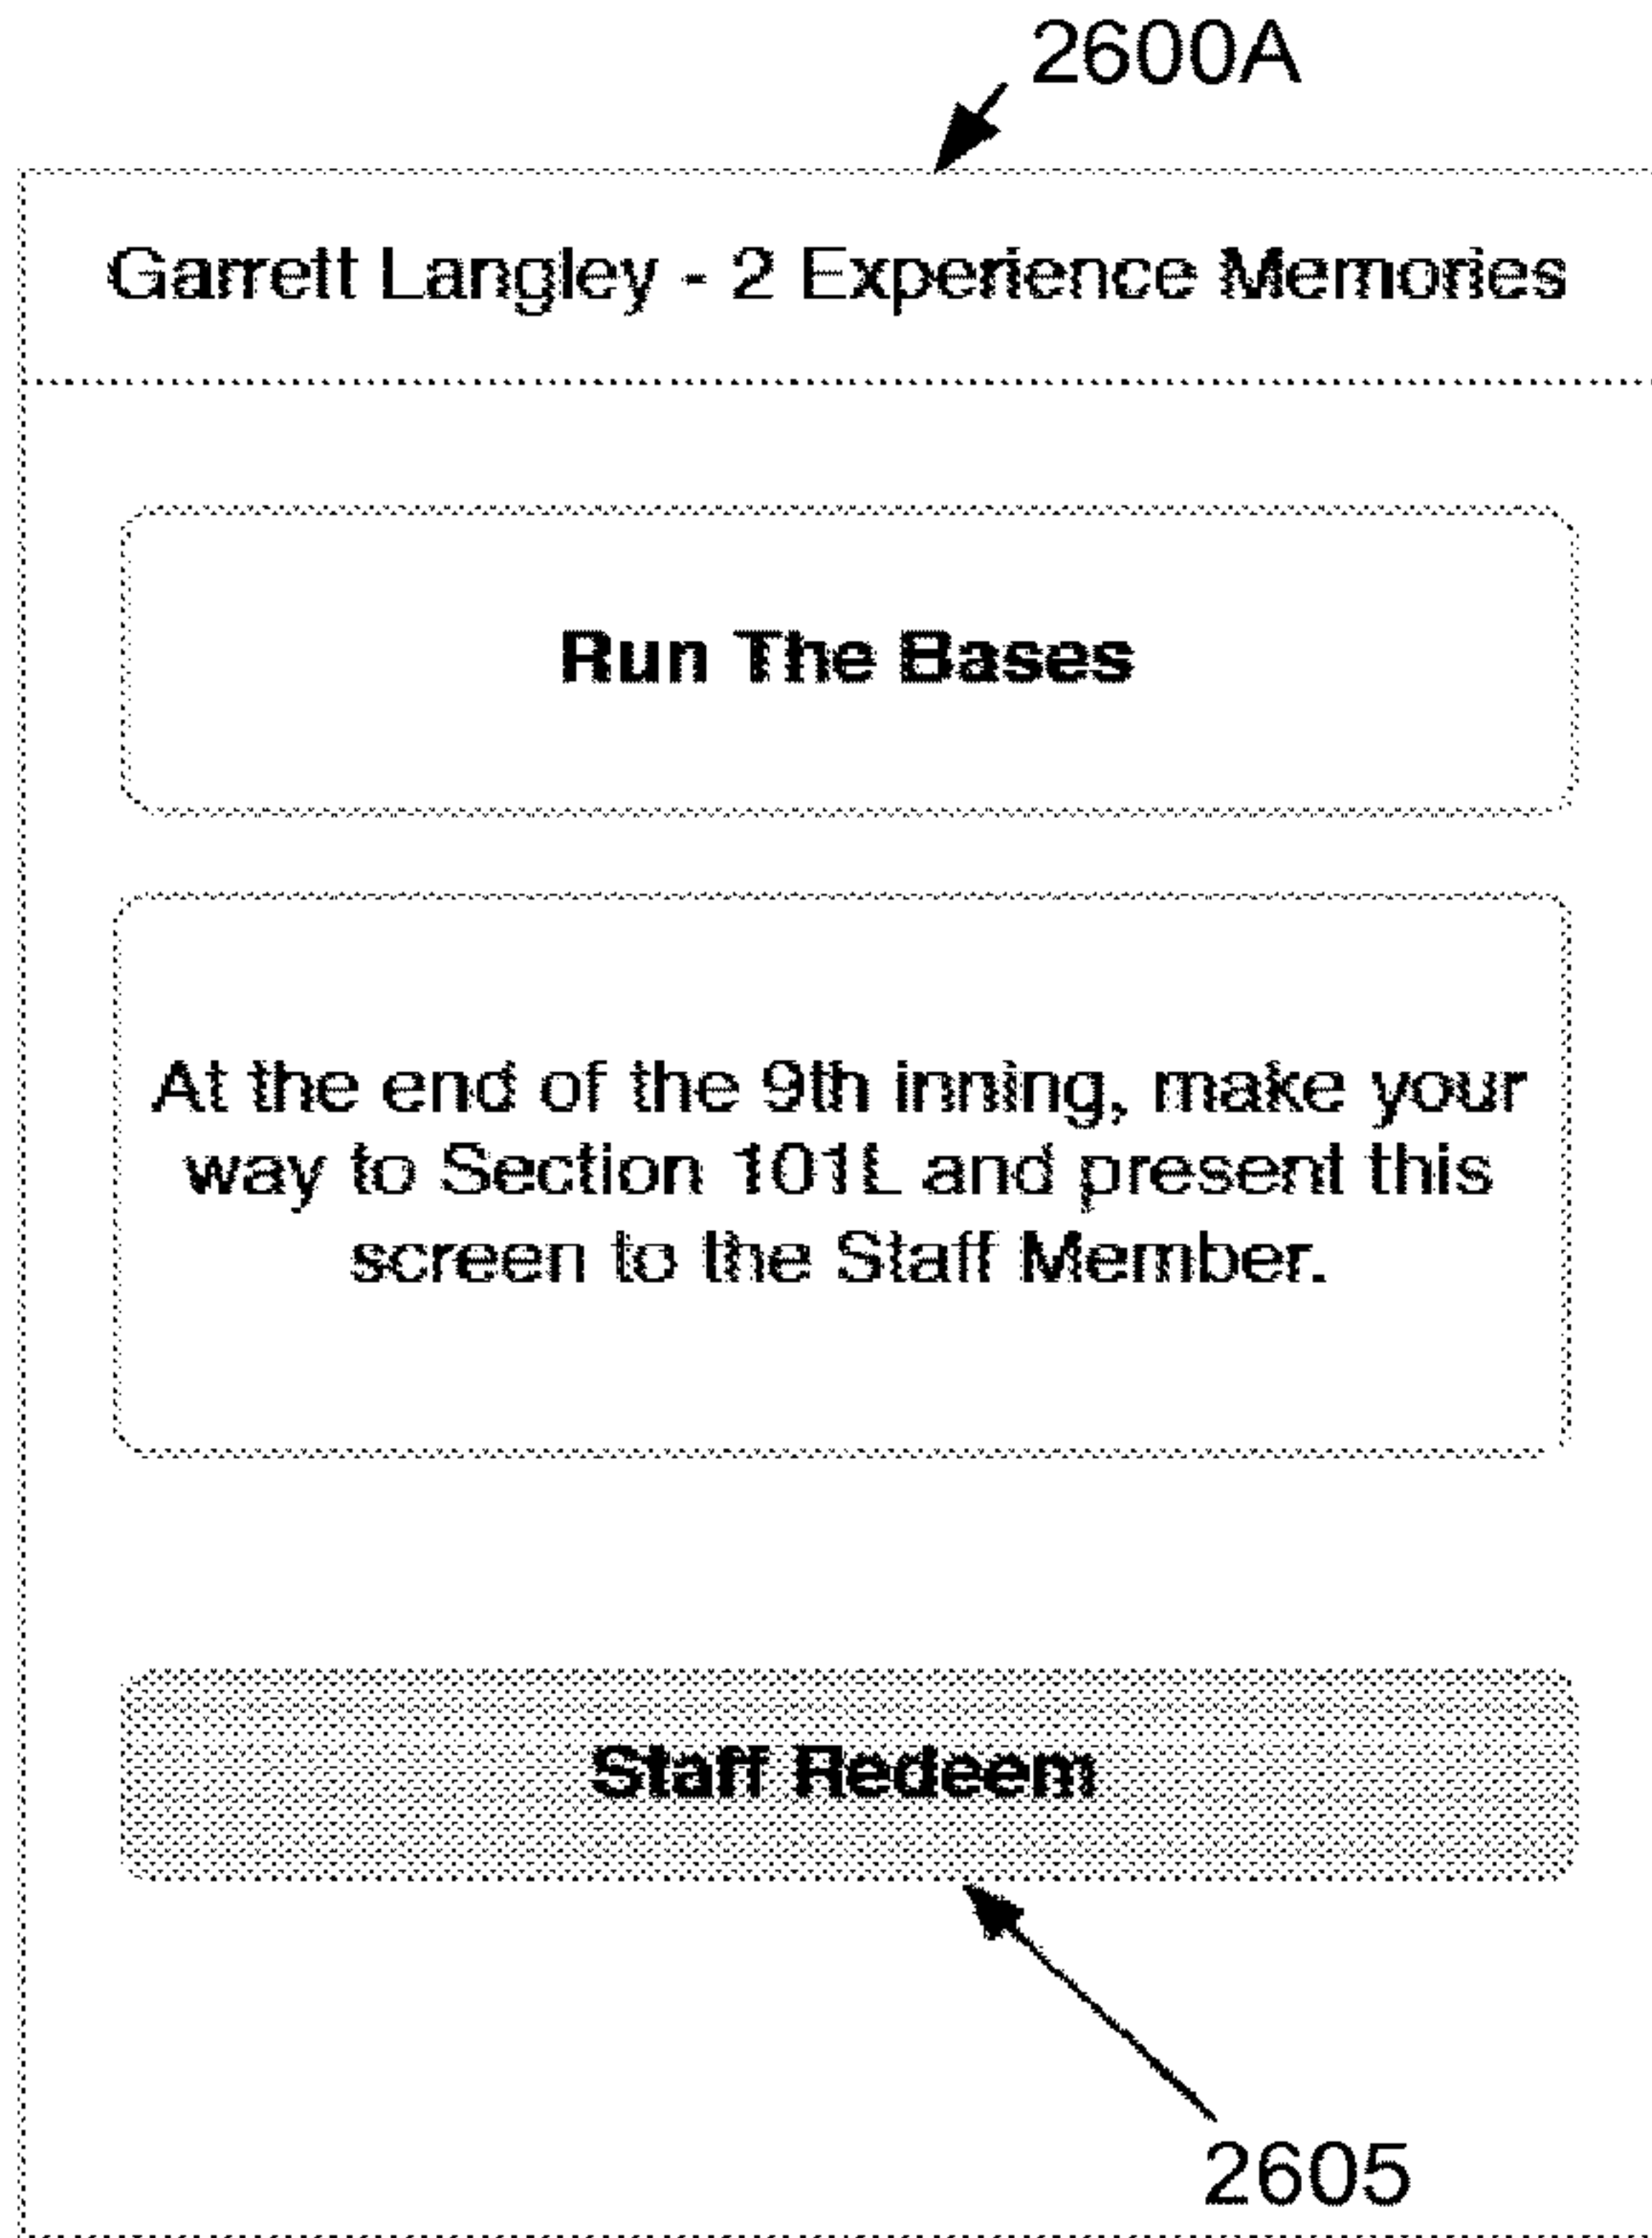 2600A
Garrett Langley - 2 Experience Memories
Run The Bases
At the end of the 9th inning, make your
way to Section 101L and present this
screen to the Staff Member.
Staff Redeem
2605